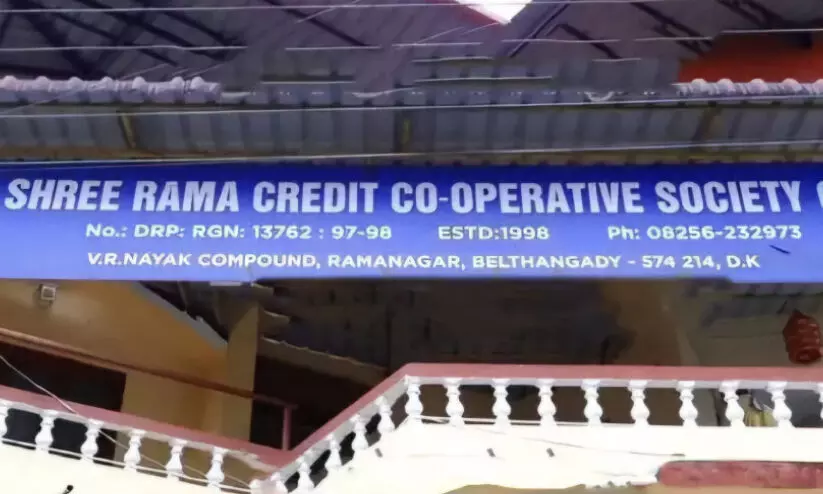 SHREE RAMA CREDIT CO-OPERATIVE SOCIETY
No.: DRP: RGN: 13762 : 97-98 ESTD:1998 Ph: 08256-232973
V.R.NAYAK COMPOUND, RAMANAGAR, BELTHANGADY - 574 214, D.K